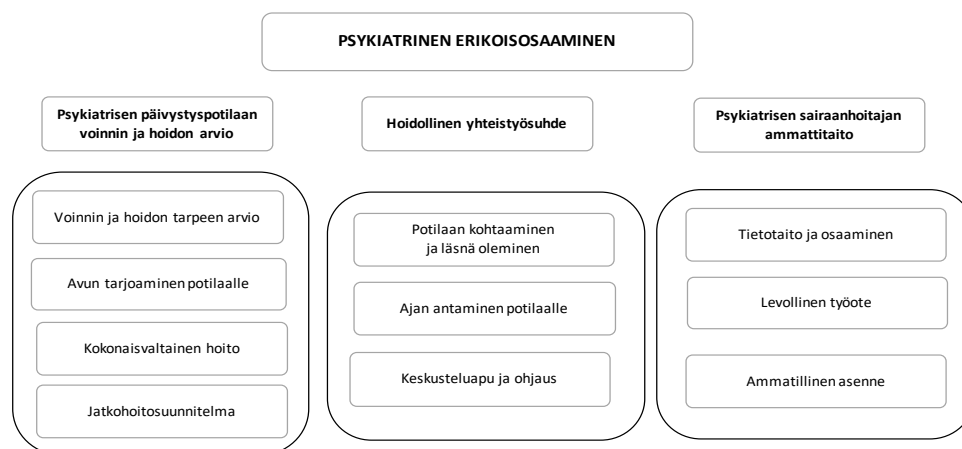 PSYKIATRINEN ERIKOISOSAAMINEN
Psykiatrisen päivystyspotilaan
voinnin ja hoidon arvio
Voinnin ja hoidon tarpeen arvio
Avun tarjoaminen potilaalle
Kokonaisvaltainen hoito
Jatkohoitosuunnitelma
Hoidollinen yhteistyösuhde
Potilaan kohtaaminen
ja läsnä oleminen
Ajan antaminen potilaalle
Keskusteluapu ja ohjaus
Psykiatrisen sairaanhoitajan
ammattitaito
Tietotaito ja osaaminen
Levollinen työote
Ammatillinen asenne